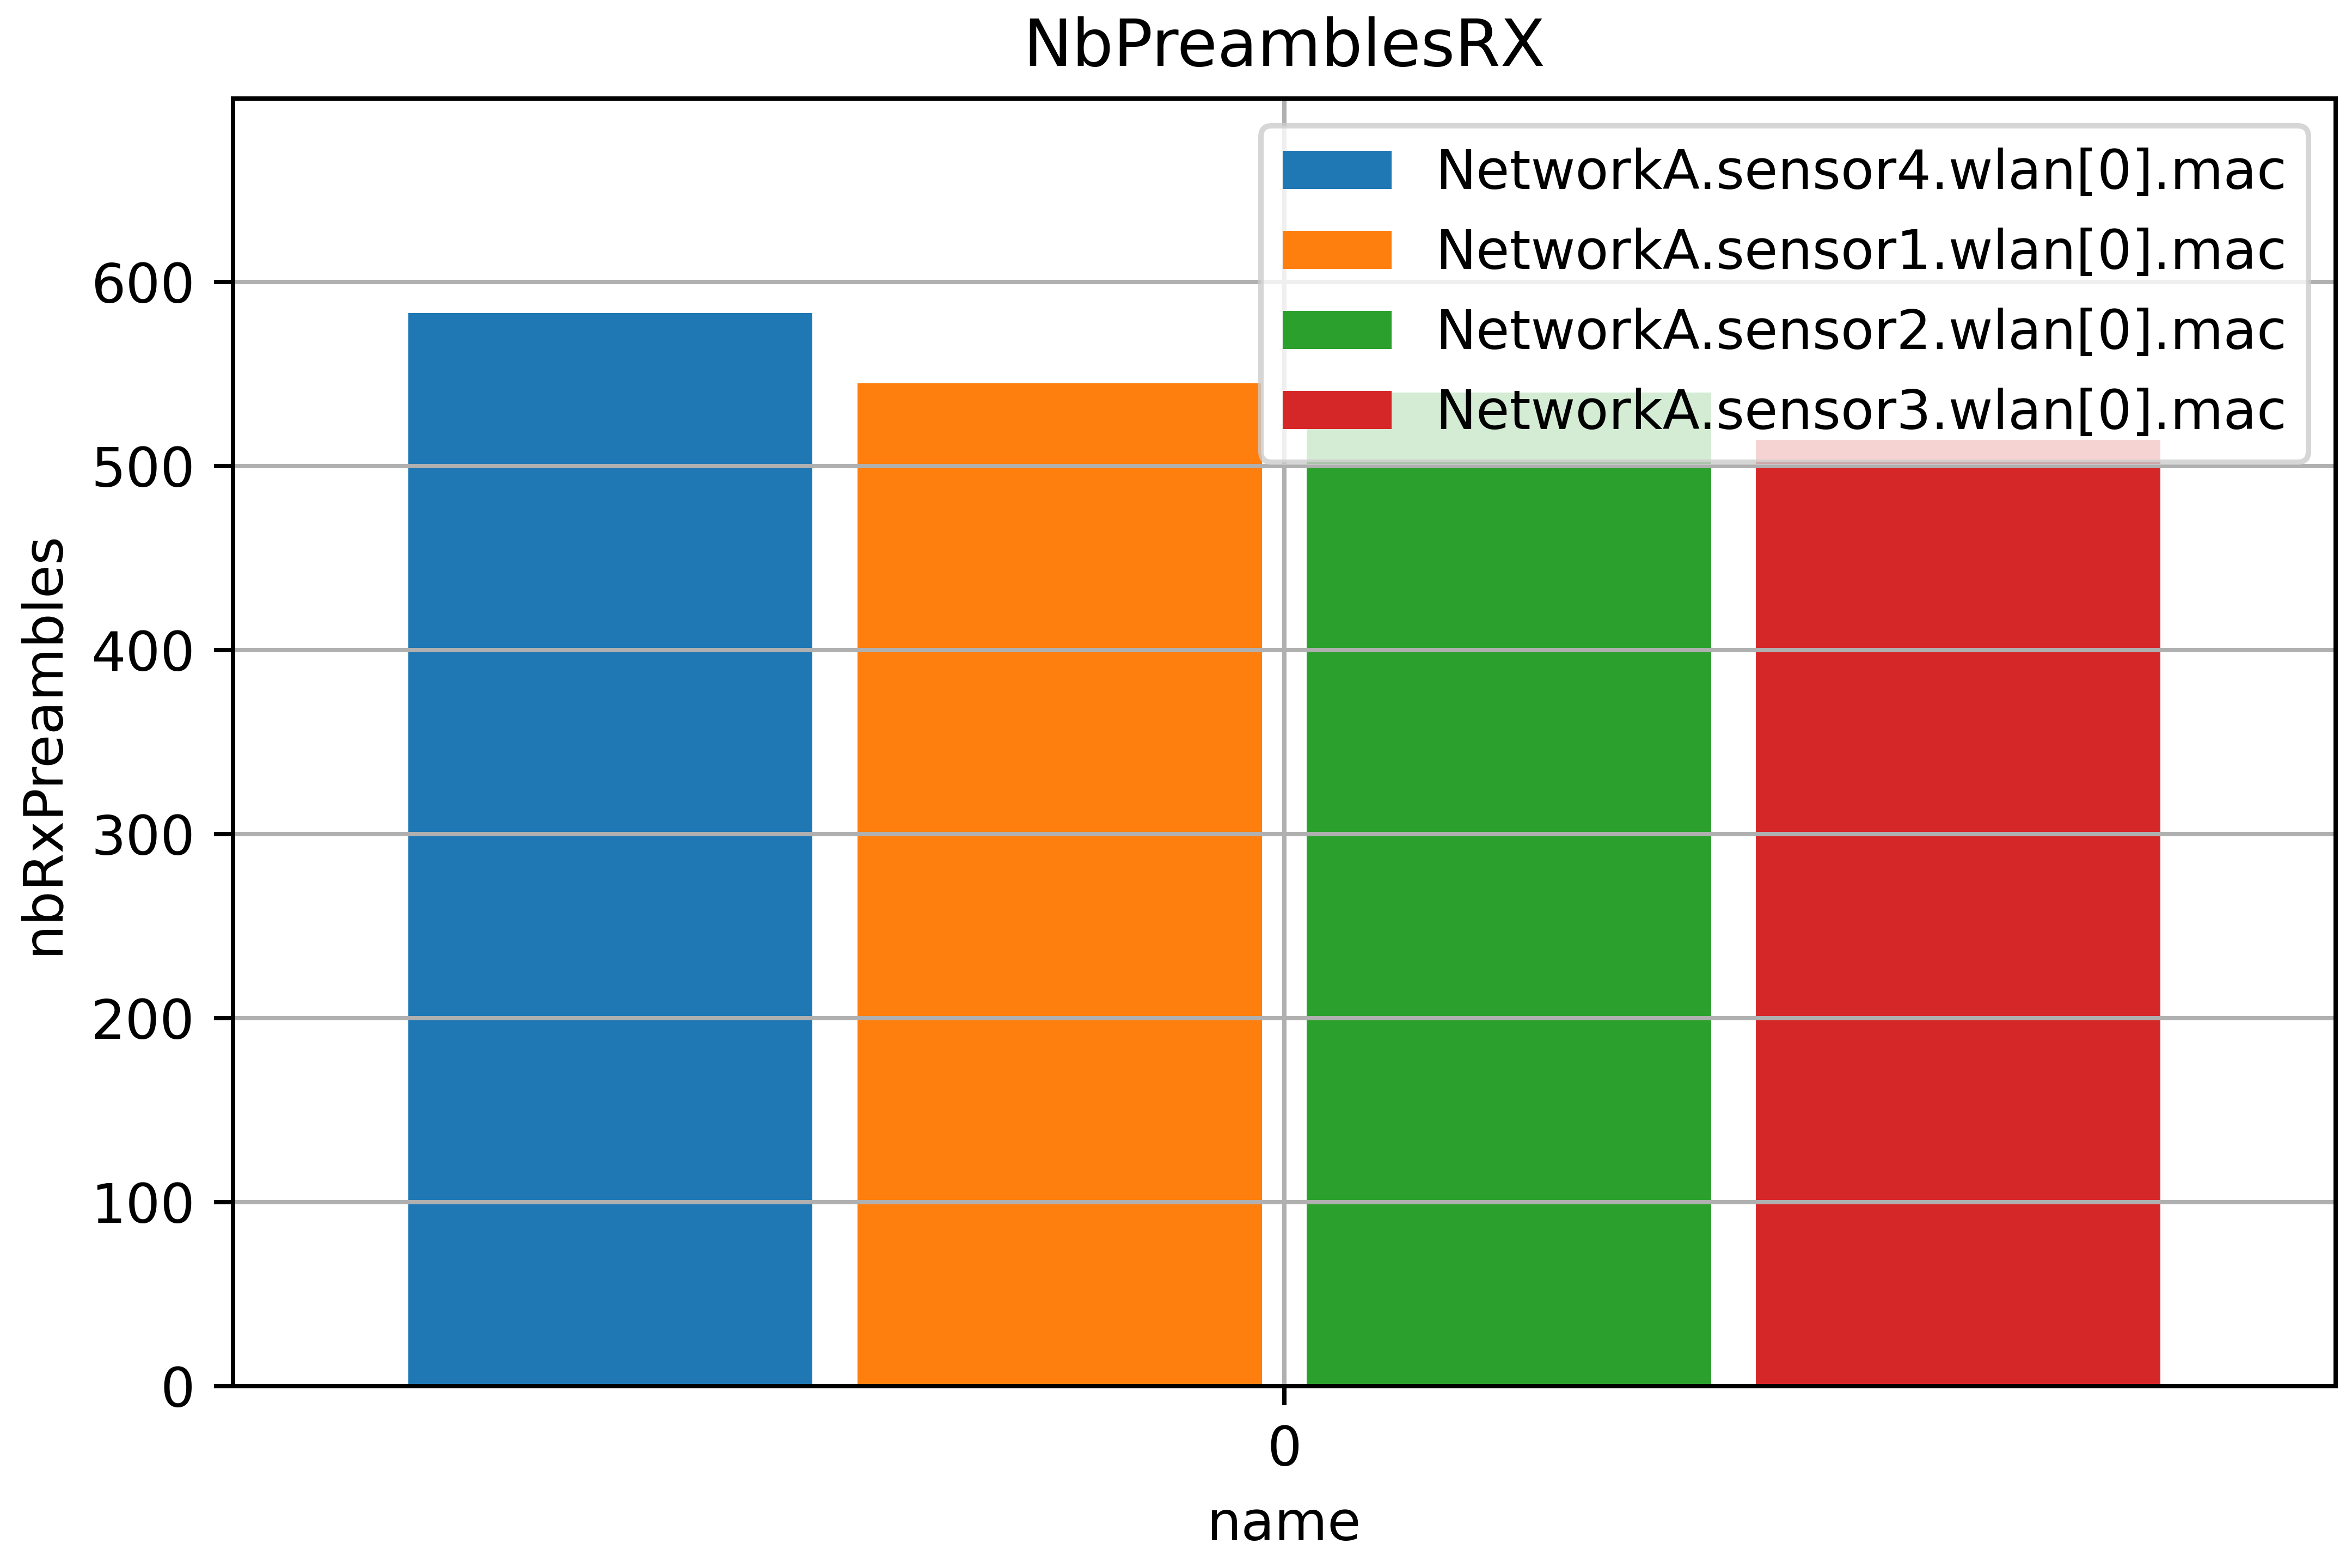 NbPreamblesRX
NetworkA.sensor4.wlan[0].mac
NetworkA.sensor1.wlan[0].mac
NetworkA.sensor2.wlan[0].mac
NetworkA.sensor3.wlan[0].mac
nbRxPreambles
600
500
400
300
200
100
0
0
name